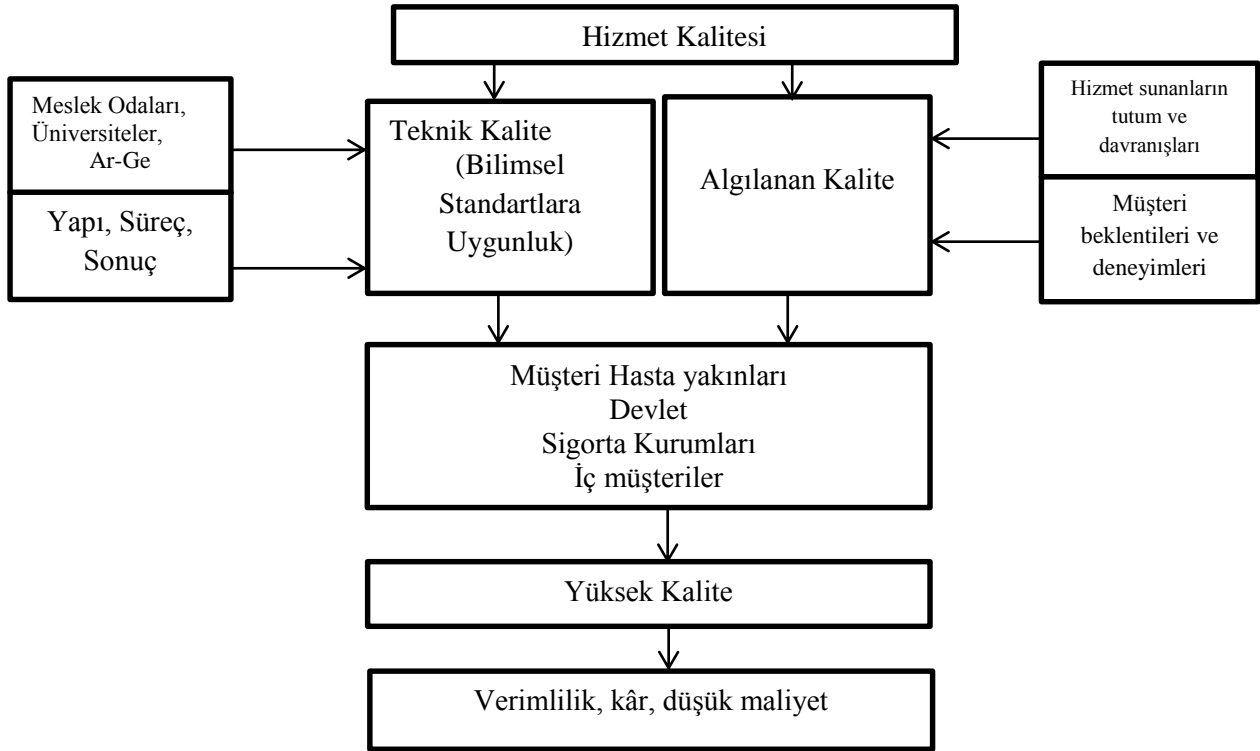 Hizmet Kalitesi
Meslek Odaları,
Üniversiteler,
Ar-Ge
Yapı, Süreç,
Sonuç
Teknik Kalite
(Bilimsel
Standartlara
Uygunluk)
Algılanan Kalite
Hizmet sunanların
tutum ve
davranışları
Müşteri
beklentileri ve
deneyimleri
Müşteri Hasta yakınları
Devlet
Sigorta Kurumları
İç müşteriler
Yüksek Kalite
Verimlilik, kâr, düşük maliyet